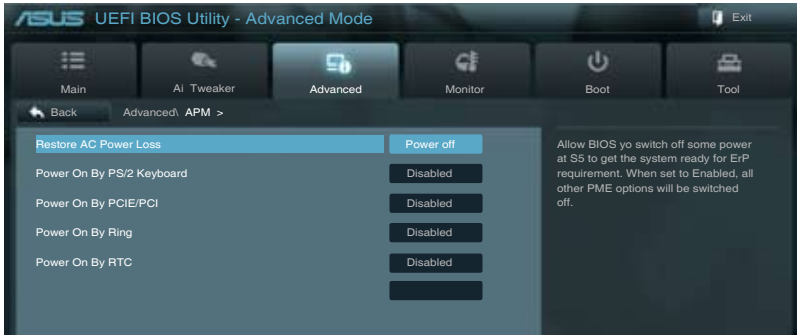 ASUS UEFI BIOS Utility - Advanced Mode
Exit
Main
Ai Tweaker
Advanced
Monitor
Boot
Tool
Back
Advanced\ APM >
Restore AC Power Loss
Power off
Power On By PS/2 Keyboard
Disabled
Power On By PCIE/PCI
Disabled
Power On By Ring
Disabled
Power On By RTC
Disabled
Allow BIOS yo switch off some power
at S5 to get the system ready for ErP
requirement. When set to Enabled, all
other PME options will be switched
off.